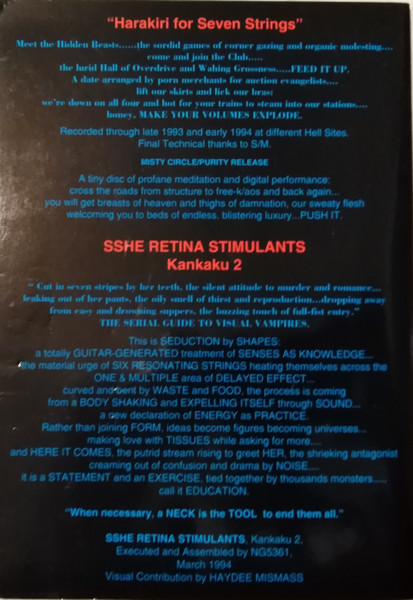 "Harakiri for Seven Strings"
Meet the Hidden Beasts......the sordid games of corner gazing and organic molesting....
come and join the Club.....
the lurid Hall of Overdrive and Wahing Grossness.....FEED IT UP.
A date arranged by porn merchants for auction evangelists....
lift our skirts and lick our bras;
we're down on all four and hot for your trains to steam into our stations....
honey, MAKE YOUR VOLUMES EXPLODE.
Recorded through late 1993 and early 1994 at different Hell Sites.
Final Technical thanks to S/M.
MISTY CIRCLE/PURITY RELEASE
A tiny disc of profane meditation and digital performance:
cross the roads from structure to free-k/aos and back again...
you will get breasts of heaven and thighs of damnation, our sweaty flesh
welcoming you to beds of endless, blistering luxury...PUSH IT.
SSHE RETINA STIMULANTS
Kankaku 2
" Cut in seven stripes by her teeth, the silent attitude to murder and romance...
leaking out of her pants, the oily smell of thirst and reproduction...dropping away
from easy and drooning suppers, the buzzing touch of full-fist entry."
THE SERIAL GUIDE TO VISUAL VAMPIRES.
This is SEDUCTION by SHAPES:
a totally GUITAR-GENERATED treatment of SENSES AS KNOWLEDGE...
the material urge of SIX RESONATING STRINGS heating themselves across the
ONE & MULTIPLE area of DELAYED EFFECT...
curved and bent by WASTE and FOOD, the process is coming
from a BODY SHAKING and EXPELLING ITSELF through SOUND...
a new declaration of ENERGY as PRACTICE.
Rather than joining FORM, ideas become figures becoming universes...
making love with TISSUES while asking for more....
and HERE IT COMES, the putrid stream rising to greet HER, the shrieking antagonist
creaming out of confusion and drama by NOISE....
it is a STATEMENT and an EXERCISE, tied together by thousands monsters.....
call it EDUCATION.
"When necessary, a NECK is the TOOL to end them all."
SSHE RETINA STIMULANTS, Kankaku 2,
Executed and Assembled by NG5361,
March 1994
Visual Contribution by HAYDEE MISMASS